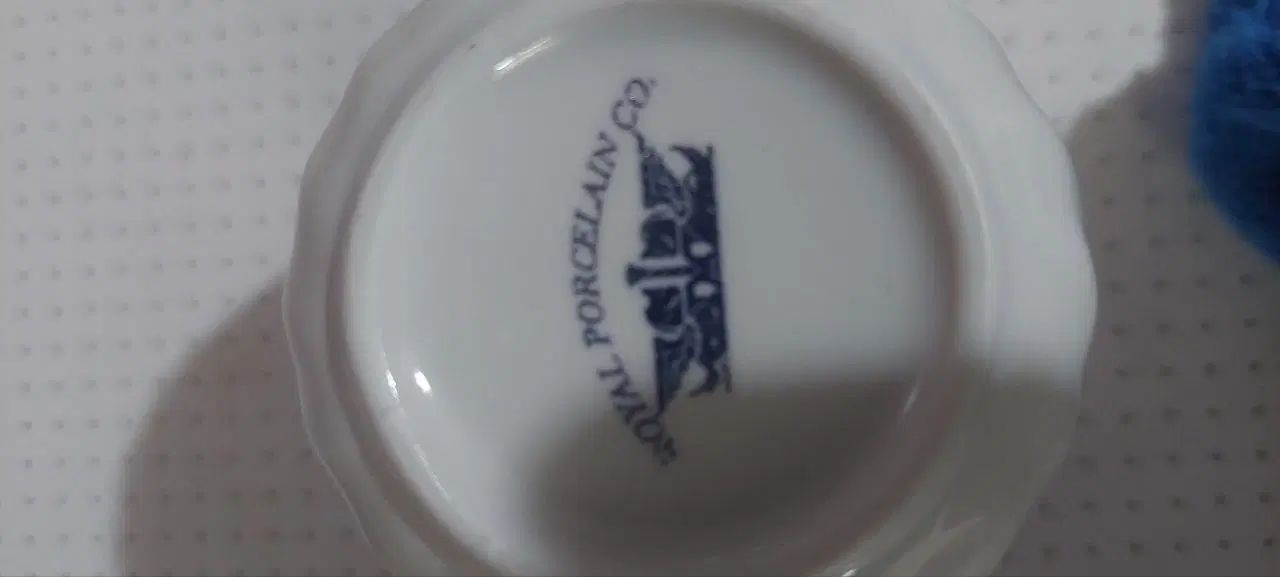 ROYAL PORCELAIN CO.